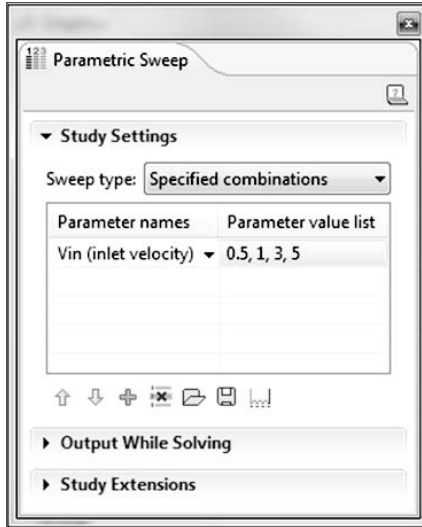 123
Parametric Sweep
?
Study Settings
Sweep type: Specified combinations
Parameter names Parameter value list
Vin (inlet velocity) 0.5, 1, 3, 5
Output While Solving
Study Extensions